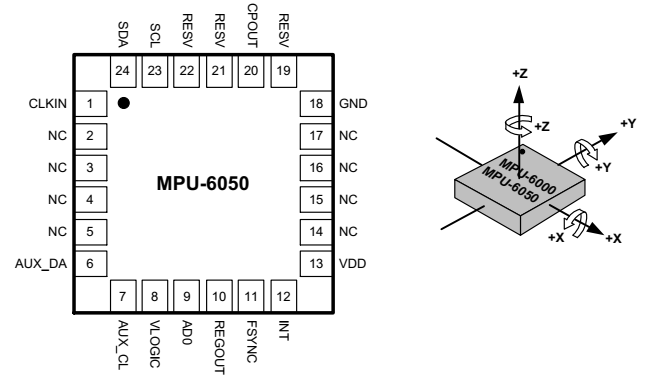 SDA
SCL
RESV
RESV
CPOUT
RESV
24
23
22
21
20
19
CLKIN 1
18 GND
NC 2
17 NC
NC 3
16 NC
NC 4
15 NC
NC 5
14 NC
AUX_DA 6
13 VDD
MPU-6050
7
8
9
10
11
12
AUX_CL
VLOGIC
AD0
REGOUT
FSYNC
INT
+Z
+Z
+Y
+Y
MPU-6000
MPU-6050
+X
+X